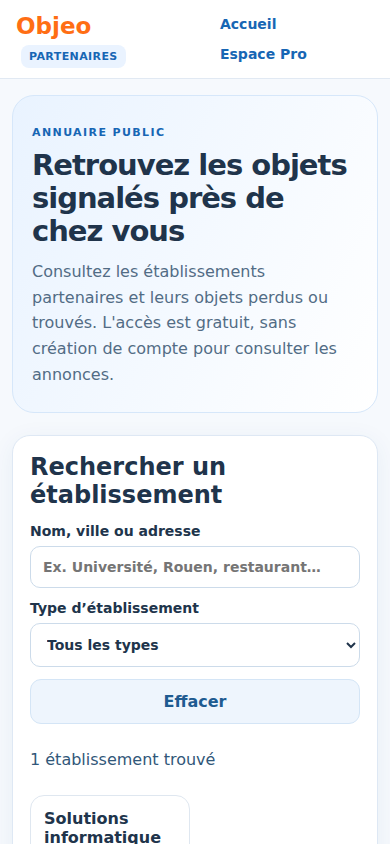 Objeo
PARTENAIRES
Accueil
Espace Pro
ANNUAIRE PUBLIC
Retrouvez les objets
signalés près de
chez vous
Consultez les établissements
partenaires et leurs objets perdus ou
trouvés. L'accès est gratuit, sans
création de compte pour consulter les
annonces.
Rechercher un
établissement
Nom, ville ou adresse
Ex. Université, Rouen, restaurant…
Type d’établissement
Tous les types
Effacer
1 établissement trouvé
Solutions
informatique